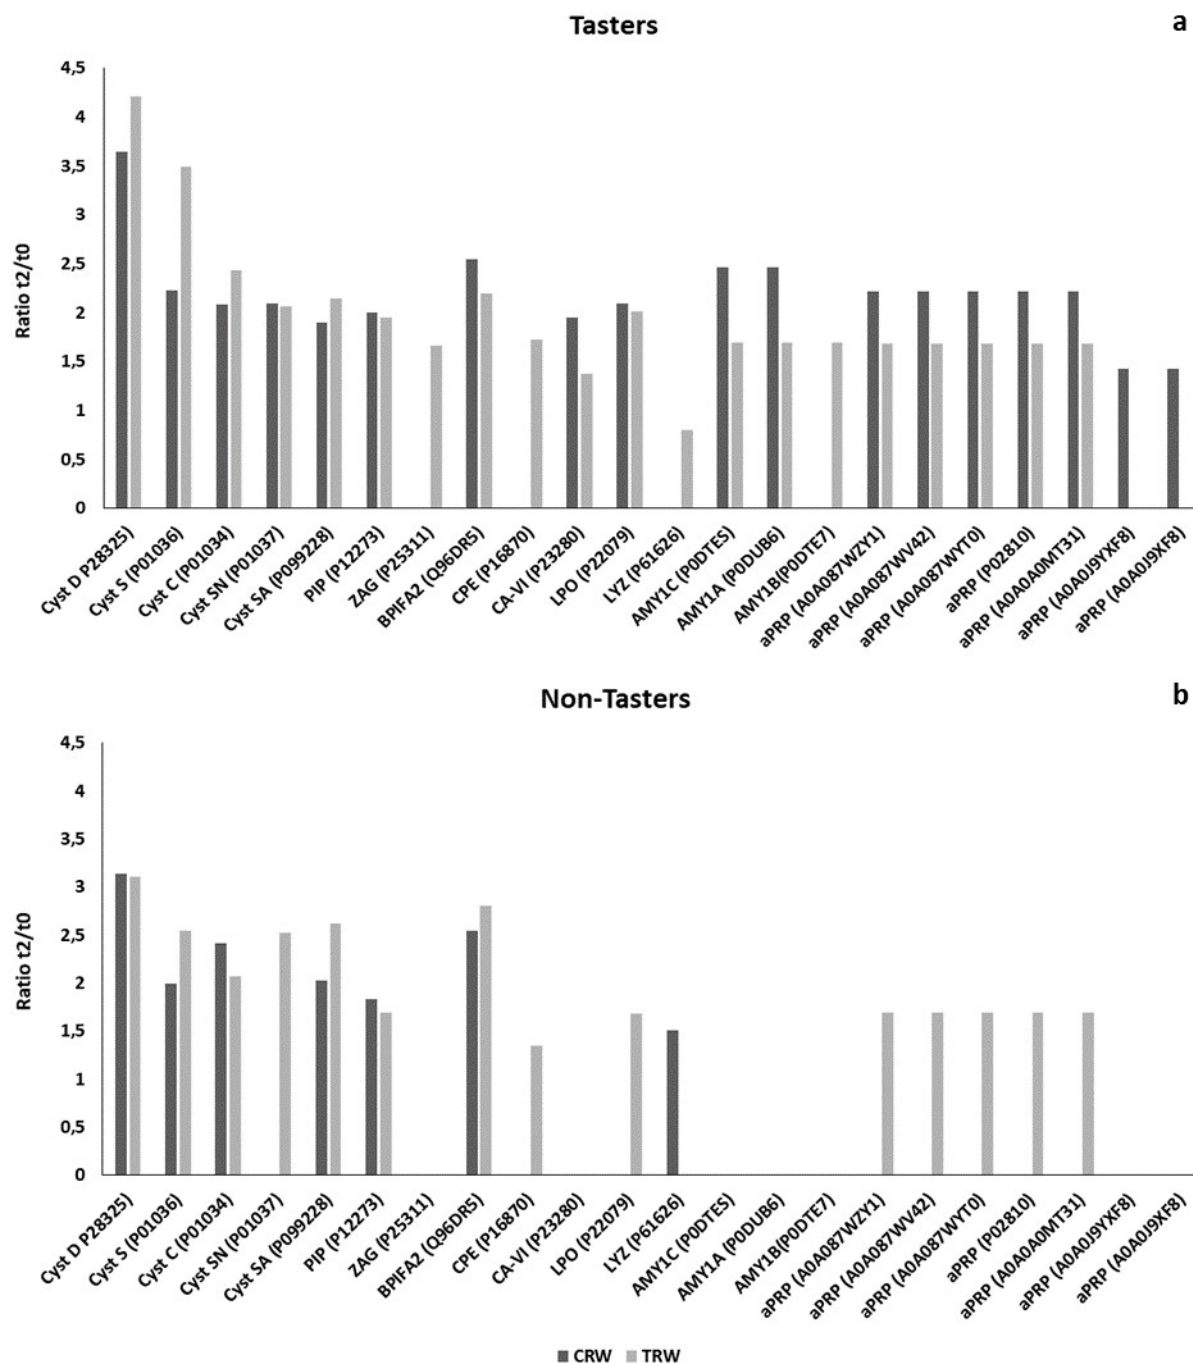 Tasters
a
4,5
4
3,5
3
2,5
2
1,5
1
0,5
0
Ratio t2/t0
Cyst D P28325)
Cyst S (P01036)
Cyst C (P01034)
Cyst SN (P01037)
Cyst SA (P099228)
PIP (P12273)
ZAG (P25311)
BPIFA2 (Q96DR5)
CPE (P16870)
CA-VI (P23280)
LPO (P22079)
LYZ (P61626)
AMY1C (P0DTE5)
AMY1A (P0DUB6)
AMY1B(P0DTE7)
aPRP (A0A087WZY1)
aPRP (A0A087WV42)
aPRP (A0A087WYT0)
aPRP (P02810)
aPRP (A0A0A0MT31)
aPRP (A0A0J9YXF8)
aPRP (A0A0J9XF8)
Non-Tasters
b
4,5
4
3,5
3
2,5
2
1,5
1
0,5
0
Ratio t2/t0
Cyst D P28325)
Cyst S (P01036)
Cyst C (P01034)
Cyst SN (P01037)
Cyst SA (P099228)
PIP (P12273)
ZAG (P25311)
BPIFA2 (Q96DR5)
CPE (P16870)
CA-VI (P23280)
LPO (P22079)
LYZ (P61626)
AMY1C (P0DTE5)
AMY1A (P0DUB6)
AMY1B(P0DTE7)
aPRP (A0A087WZY1)
aPRP (A0A087WV42)
aPRP (A0A087WYT0)
aPRP (P02810)
aPRP (A0A0A0MT31)
aPRP (A0A0J9YXF8)
aPRP (A0A0J9XF8)
CRW TRW